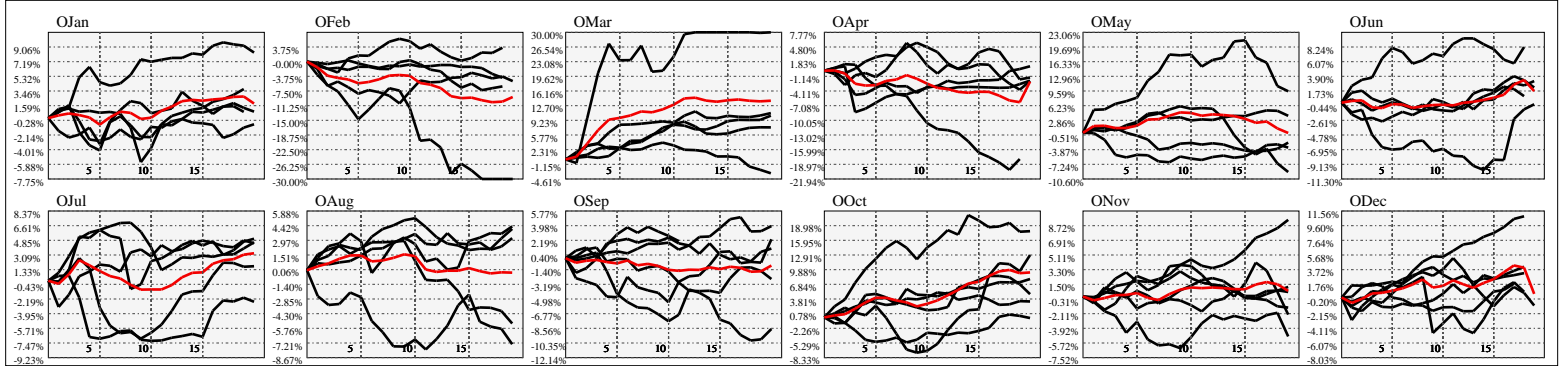 OJan OFeb OMar OApr OMay OJun
9.06% 7.19% 5.32% 3.46% 1.59% -0.28% -2.14% -4.01% -5.88% -7.75%
5 10
3.75% -0.00% -3.75% -7.50% -11.25% -15.00% -18.75% -22.50% -26.25% -30.00%
5 10 15
30.00% 26.54% 23.08% 19.62% 16.16% 12.70% 9.23% 5.77% 2.31% -1.15% -4.61%
5 10 15
7.77% 4.80% 1.83% -1.14% -4.11% -7.08% -10.05% -13.02% -15.99% -18.97% -21.94%
5 10 15
23.06% 19.69% 16.33% 12.96% 9.59% 6.23% 2.86% -0.51% -3.87% -7.24% -10.60%
5 10 15
8.24% 6.07% 3.90% 1.73% -0.44% -2.61% -4.78% -6.95% -9.13% -11.30%
5 10 15
OJul OAug OSep OOct ONov ODec
8.37% 6.61% 4.85% 3.09% 1.33% -0.43% -2.19% -3.95% -5.71% -7.47% -9.23%
5 10 15
5.88% 4.42% 2.97% 1.51% 0.06% -1.40% -2.85% -4.30% -5.76% -7.21% -8.67%
5 10 15
5.77% 3.98% 2.19% 0.40% -1.40% -3.19% -4.98% -6.77% -8.56% -10.35% -12.14%
5 10 15
18.98% 15.95% 12.91% 9.88% 6.84% 3.81% 0.78% -2.26% -5.29% -8.33%
5 10 15
8.72% 6.91% 5.11% 3.30% 1.50% -0.31% -2.11% -3.92% -5.72% -7.52%
5 10 15
11.56% 9.60% 7.64% 5.68% 3.72% 1.76% -0.20% -2.15% -4.11% -6.07% -8.03%
5 10 15